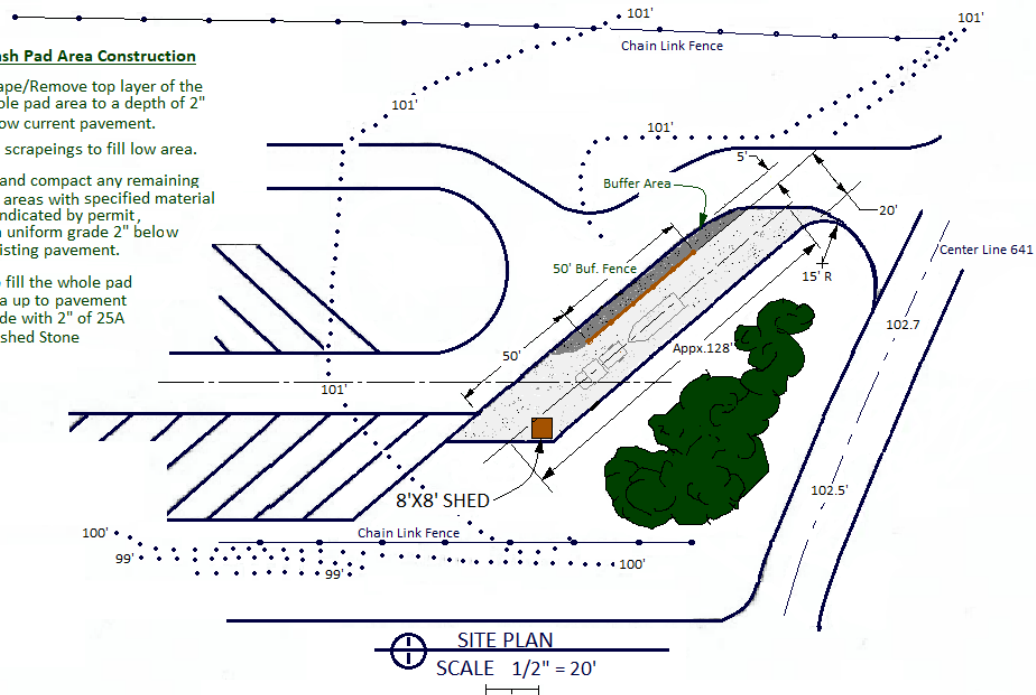 ash Pad Area Construction
ape/Remove top layer of the
ole pad area to a depth of 2"
ow current pavement.
scrapeings to fill low area.
and compact any remaining
areas with specified material
ndicated by permit,
uniform grade 2" below
isting pavement.
fill the whole pad
a up to pavement
de with 2" of 25A
shed Stone
101'
101'
Chain Link Fence
101'
101'
5'
Buffer Area
20'
50' Buf. Fence
15' R
Center Line 641
102.7
50'
Appx.128'
101'
102.5'
8'X8' SHED
Chain Link Fence
100'
99'
99'
100'
SITE PLAN
SCALE 1/2" = 20'